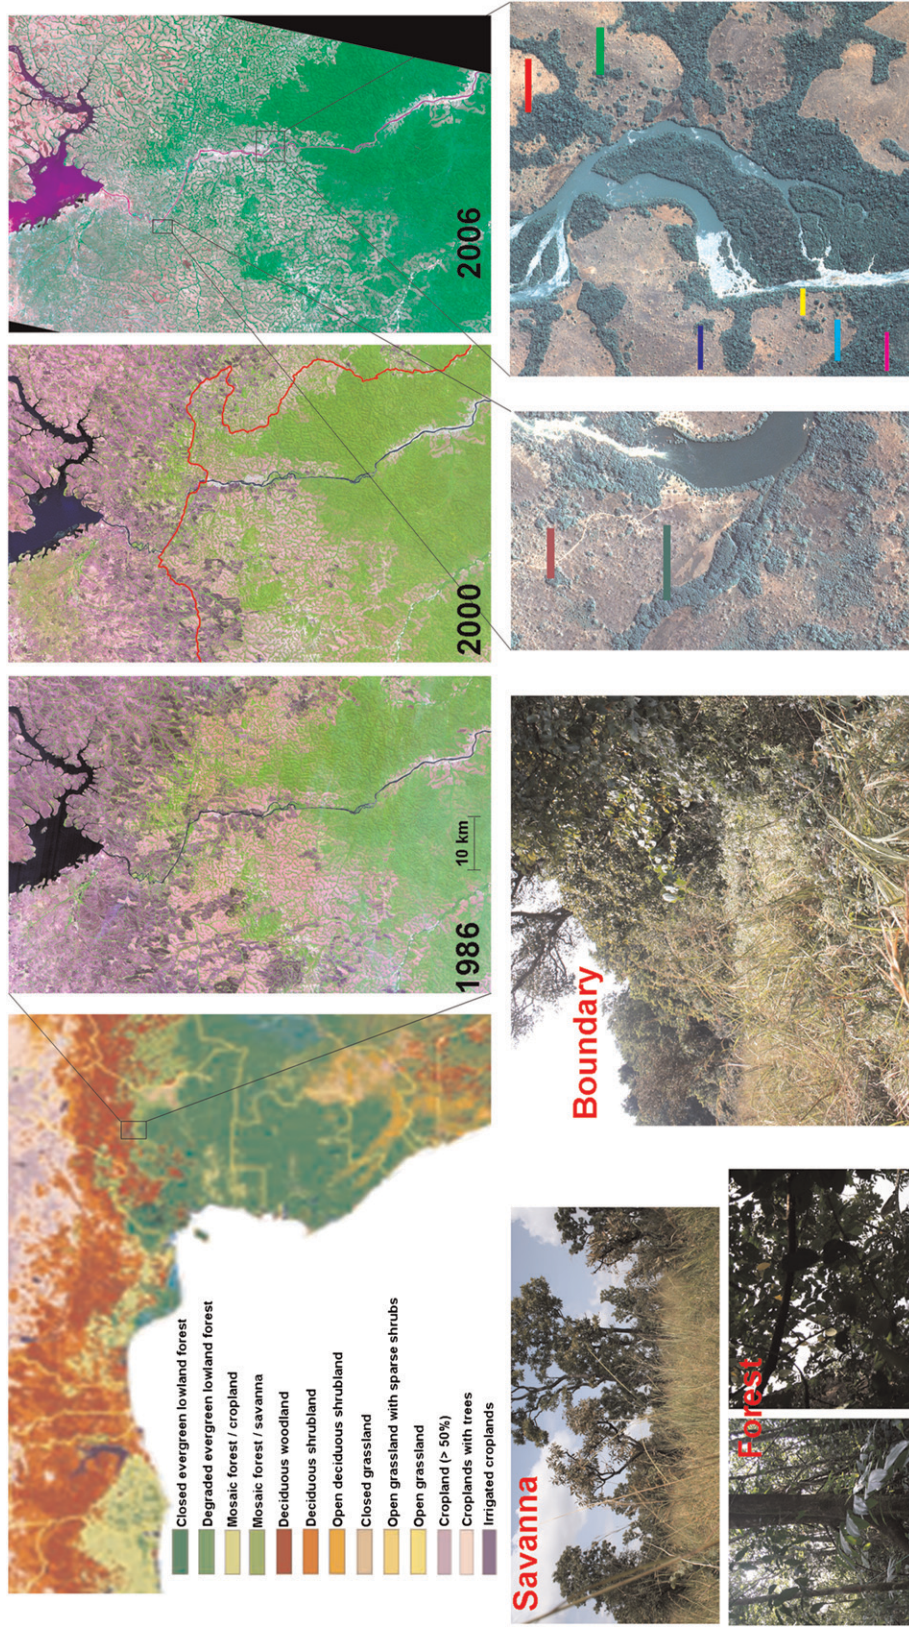 Closed evergreen lowland forest
Degraded evergreen lowland forest
Mosaic forest / cropland
Mosaic forest / savanna
Deciduous woodland
Deciduous shrubland
Open deciduous shrubland
Closed grassland
Open grassland with sparse shrubs
Open grassland
Cropland (> 50%)
Croplands with trees
Irrigated croplands
1986
10 km
2000
2006
Savanna
Forest
Boundary